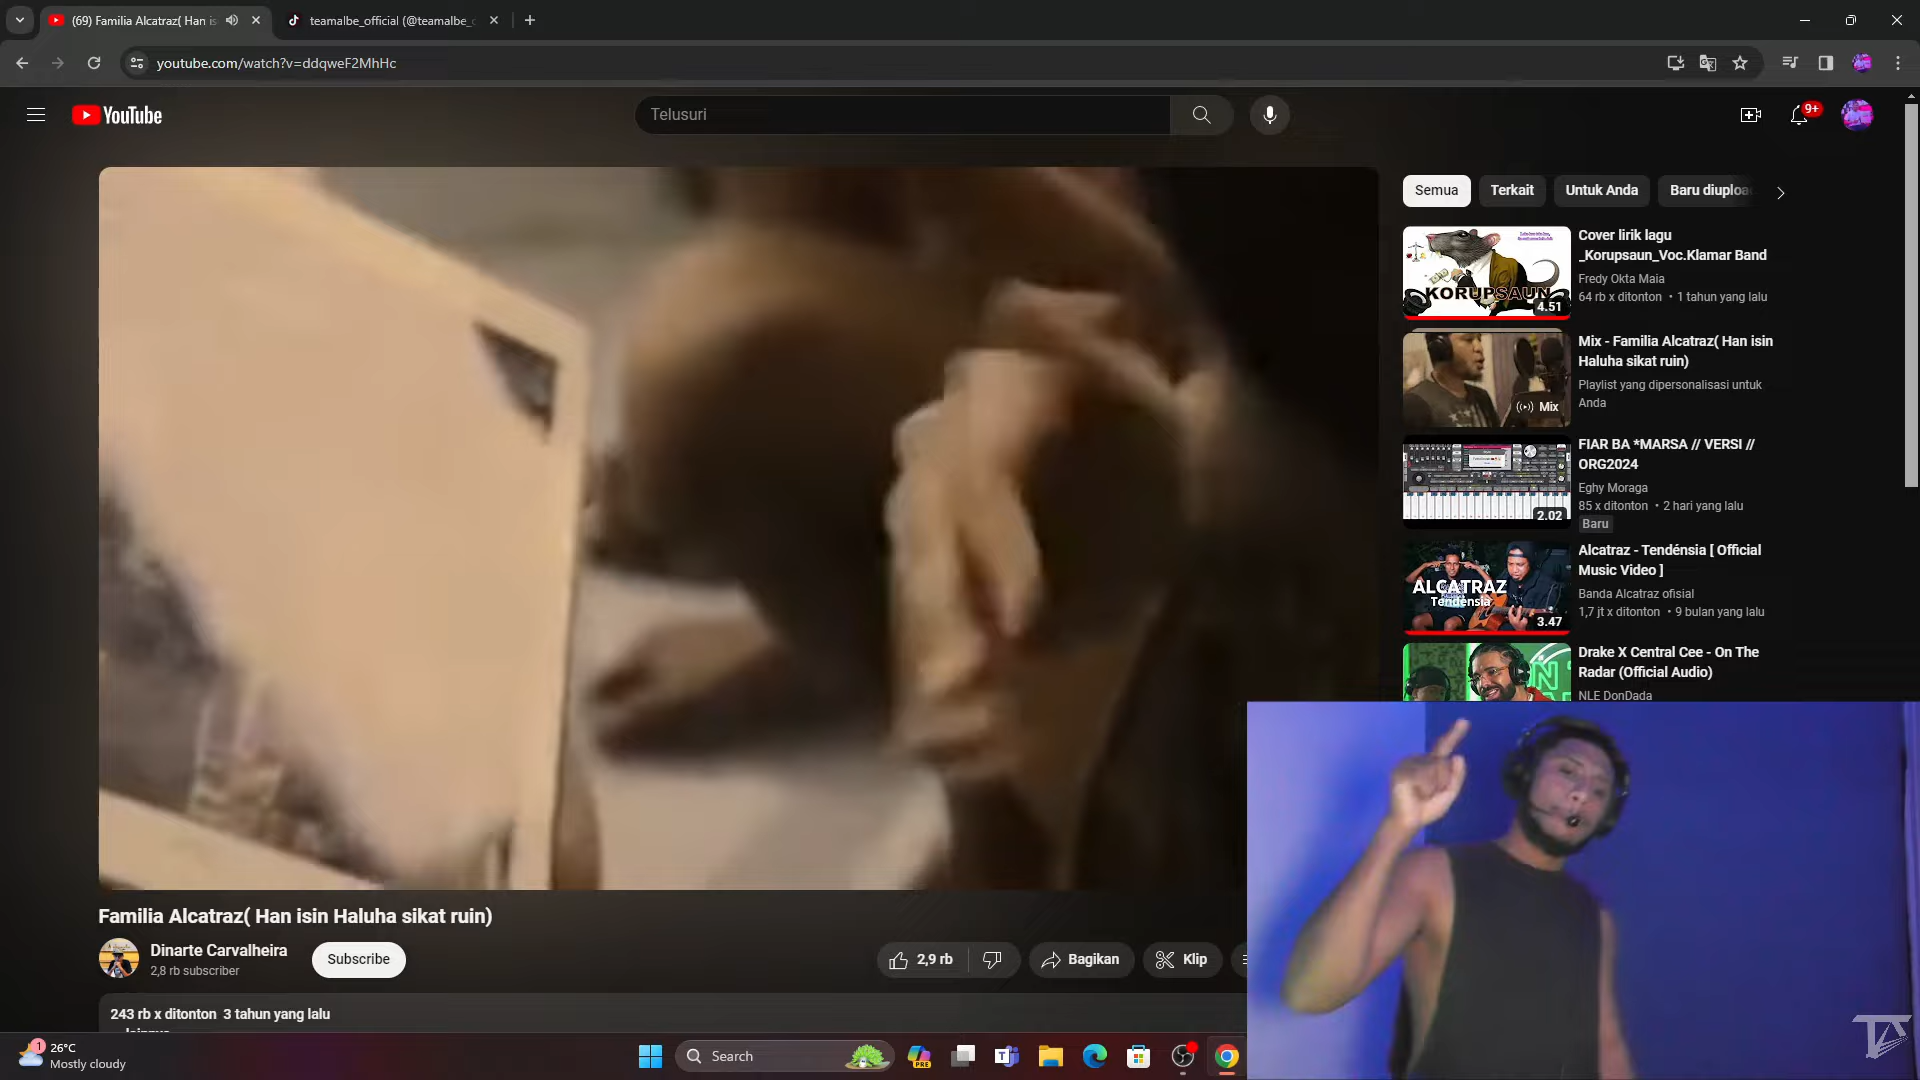 (69) Familia Alcatraz( Han is
teamalbe_official (@teamalbe_
youtube.com/watch?v=ddqweF2MhHc
YouTube
Telusuri
9+
Semua
Terkait
Untuk Anda
Baru diuploa
Cover lirik lagu
_Korupsaun_Voc.Klamar Band
Fredy Okta Maia
64 rb x ditonton • 1 tahun yang lalu
KORUPSAUN
4.51
Mix - Familia Alcatraz( Han isin
Haluha sikat ruin)
Playlist yang dipersonalisasi untuk
Anda
Mix
FIAR BA *MARSA // VERSI //
ORG2024
Eghy Moraga
85 x ditonton • 2 hari yang lalu
Baru
2.02
Alcatraz - Tendénsia [ Official
Music Video ]
Banda Alcatraz ofisial
1,7 jt x ditonton • 9 bulan yang lalu
ALCATRAZ
Tendensia
3.47
Drake X Central Cee - On The
Radar (Official Audio)
NLE DonDada
Familia Alcatraz( Han isin Haluha sikat ruin)
Dinarte Carvalheira
2,8 rb subscriber
Subscribe
2,9 rb
Bagikan
Klip
243 rb x ditonton 3 tahun yang lalu
1
26°C
Mostly cloudy
Search
PRE